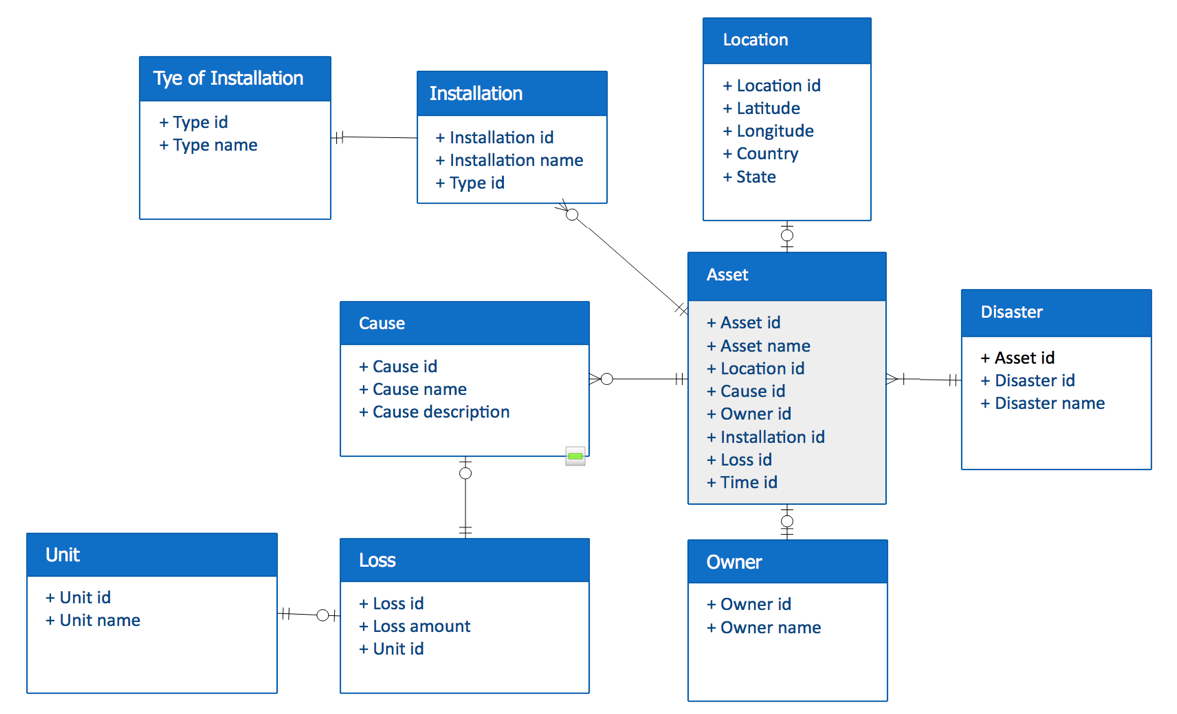 Tye of Installation
+ Type id
+ Type name
Installation
+ Installation id
+ Installation name
+ Type id
Location
+ Location id
+ Latitude
+ Longitude
+ Country
+ State
Cause
+ Cause id
+ Cause name
+ Cause description
Asset
+ Asset id
+ Asset name
+ Location id
+ Cause id
+ Owner id
+ Installation id
+ Loss id
+ Time id
Disaster
+ Asset id
+ Disaster id
+ Disaster name
Unit
+ Unit id
+ Unit name
Loss
+ Loss id
+ Loss amount
+ Unit id
Owner
+ Owner id
+ Owner name